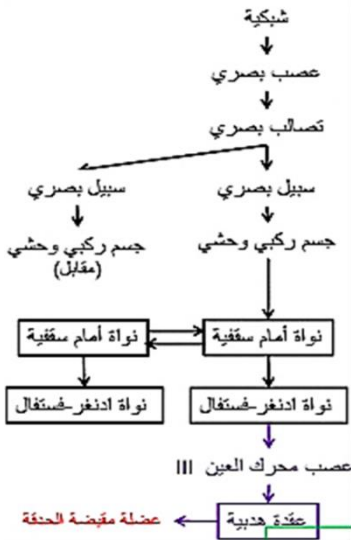 شبكية
عصب بصري
تصالب بصري
سبيل بصري
سبيل بصري
جسم ركبي وحشي
جسم ركبي وحشي
(مقابل)
نواة أمام سقفية
نواة أمام سقفية
نواة ادنغر-فستفال
نواة ادنغر-فستفال
عصب محرك العين III
عقدة هدبية
عضلة مقبضة الحدقة